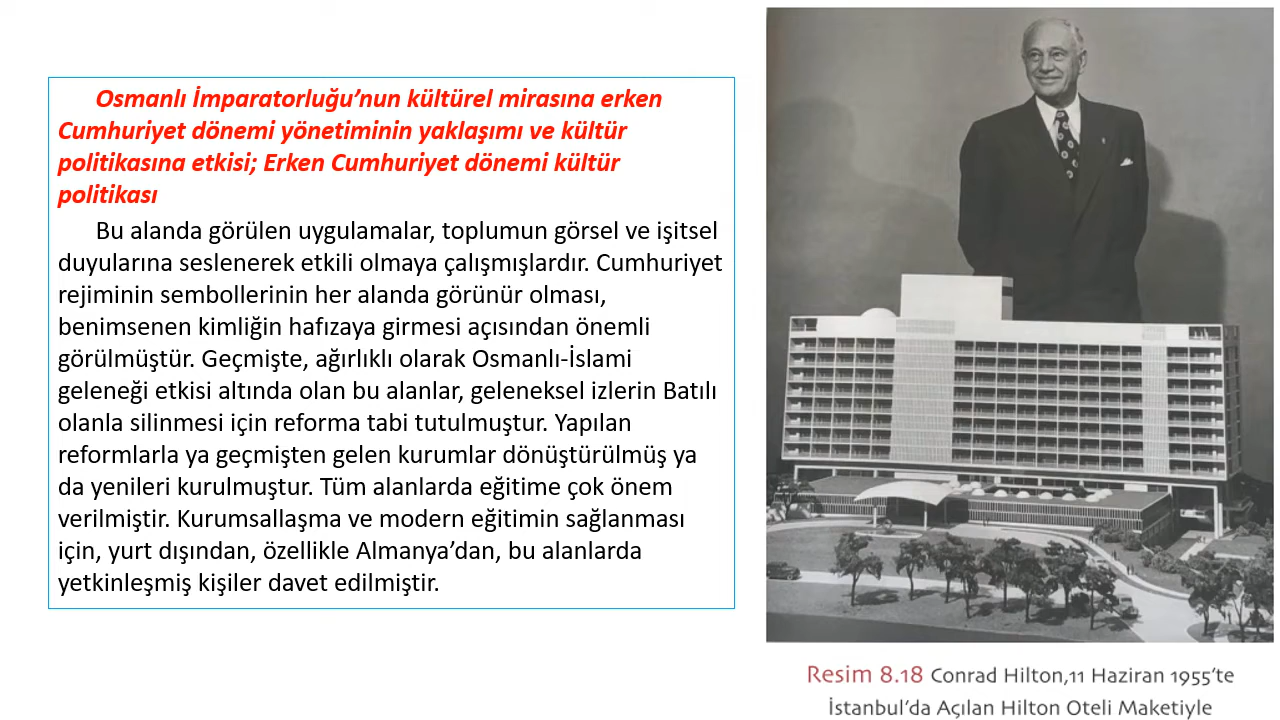 Osmanlı İmparatorluğu’nun kültürel mirasına erken
Cumhuriyet dönemi yönetiminin yaklaşımı ve kültür
politikasına etkisi; Erken Cumhuriyet dönemi kültür
politikası
Bu alanda görülen uygulamalar, toplumun görsel ve işitsel
duyularına seslenerek etkili olmaya çalışmışlardır. Cumhuriyet
rejiminin sembollerinin her alanda görünür olması,
benimsenen kimliğin hafızaya girmesi açısından önemli
görülmüştür. Geçmişte, ağırlıklı olarak Osmanlı-İslami
geleneği etkisi altında olan bu alanlar, geleneksel izlerin Batılı
olanla silinmesi için reforma tabi tutulmuştur. Yapılan
reformlarla ya geçmişten gelen kurumlar dönüştürülmüş ya
da yenileri kurulmuştur. Tüm alanlarda eğitime çok önem
verilmiştir. Kurumsallaşma ve modern eğitimin sağlanması
için, yurt dışından, özellikle Almanya’dan, bu alanlarda
yetkinleşmiş kişiler davet edilmiştir.
Resim 8.18 Conrad Hilton,11 Haziran 1955’te
İstanbul’da Açılan Hilton Oteli Maketiyle